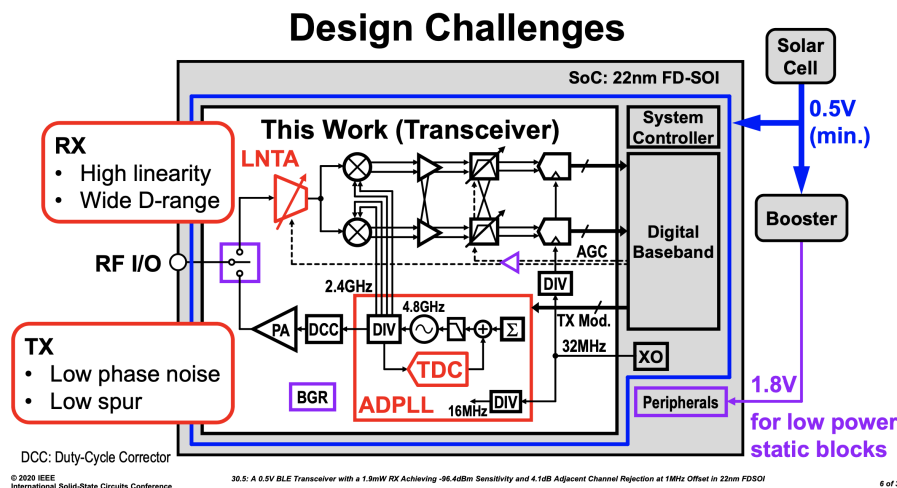 Design Challenges
Solar
Cell
SoC: 22nm FD-SOI
0.5V
(min.)
System
Controller
This Work (Transceiver)
RX
• High linearity
• Wide D-range
LNTA
Booster
Digital
Baseband
RF I/O
AGC
2.4GHz
DIV
4.8GHz
TX Mod.
PA
DCC
DIV
Σ
TX
• Low phase noise
• Low spur
TDC
32MHz
XO
BGR
ADPLL
16MHz
DIV
Peripherals
1.8V
for low power
static blocks
DCC: Duty-Cycle Corrector
© 2020 IEEE
International Solid-State Circuits Conference
30.5: A 0.5V BLE Transceiver with a 1.9mW RX Achieving -96.4dBm Sensitivity and 4.1dB Adjacent Channel Rejection at 1MHz Offset in 22nm FDSOI
6 of 3